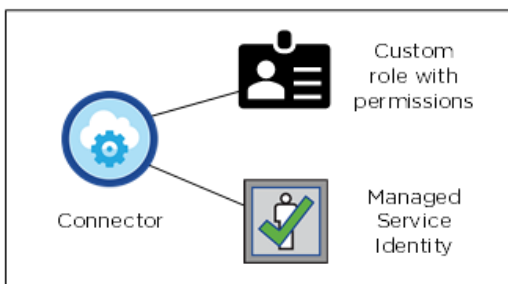 Custom
role with
permissions
Connector
Managed
Service
Identity